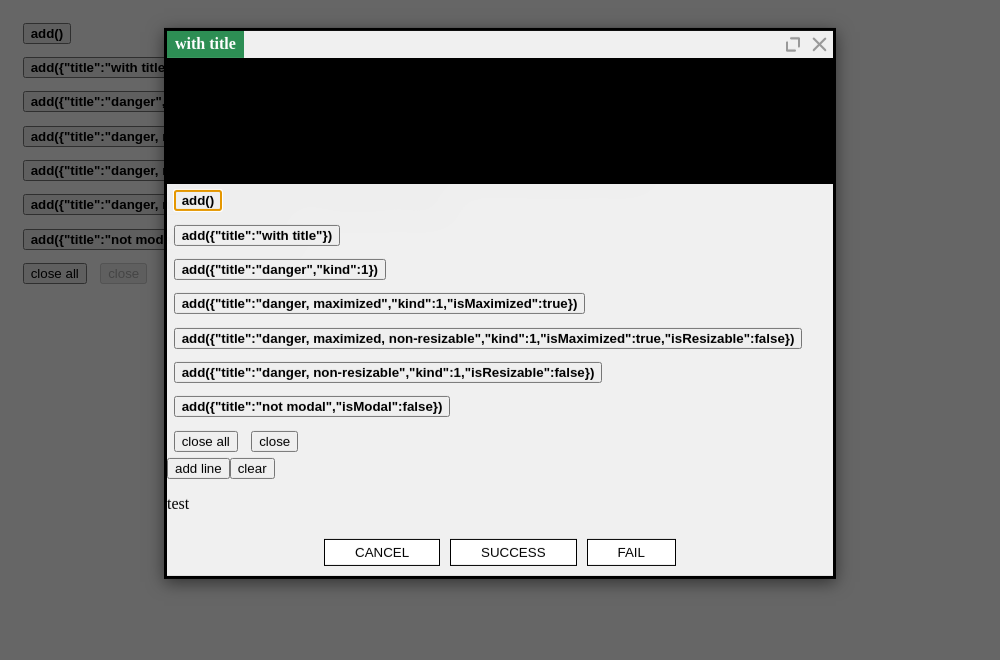 add()
add({"title":"with title
add({"title":"danger",
add({"title":"danger,
add({"title":"danger,
add({"title":"danger,
add({"title":"not mod
close all close
with title
add()
add({"title":"with title"})
add({"title":"danger","kind":1})
add({"title":"danger, maximized","kind":1,"isMaximized":true})
add({"title":"danger, maximized, non-resizable","kind":1,"isMaximized":true,"isResizable":false})
add({"title":"danger, non-resizable","kind":1,"isResizable":false})
add({"title":"not modal","isModal":false})
close all close
add line clear
test
CANCEL SUCCESS FAIL